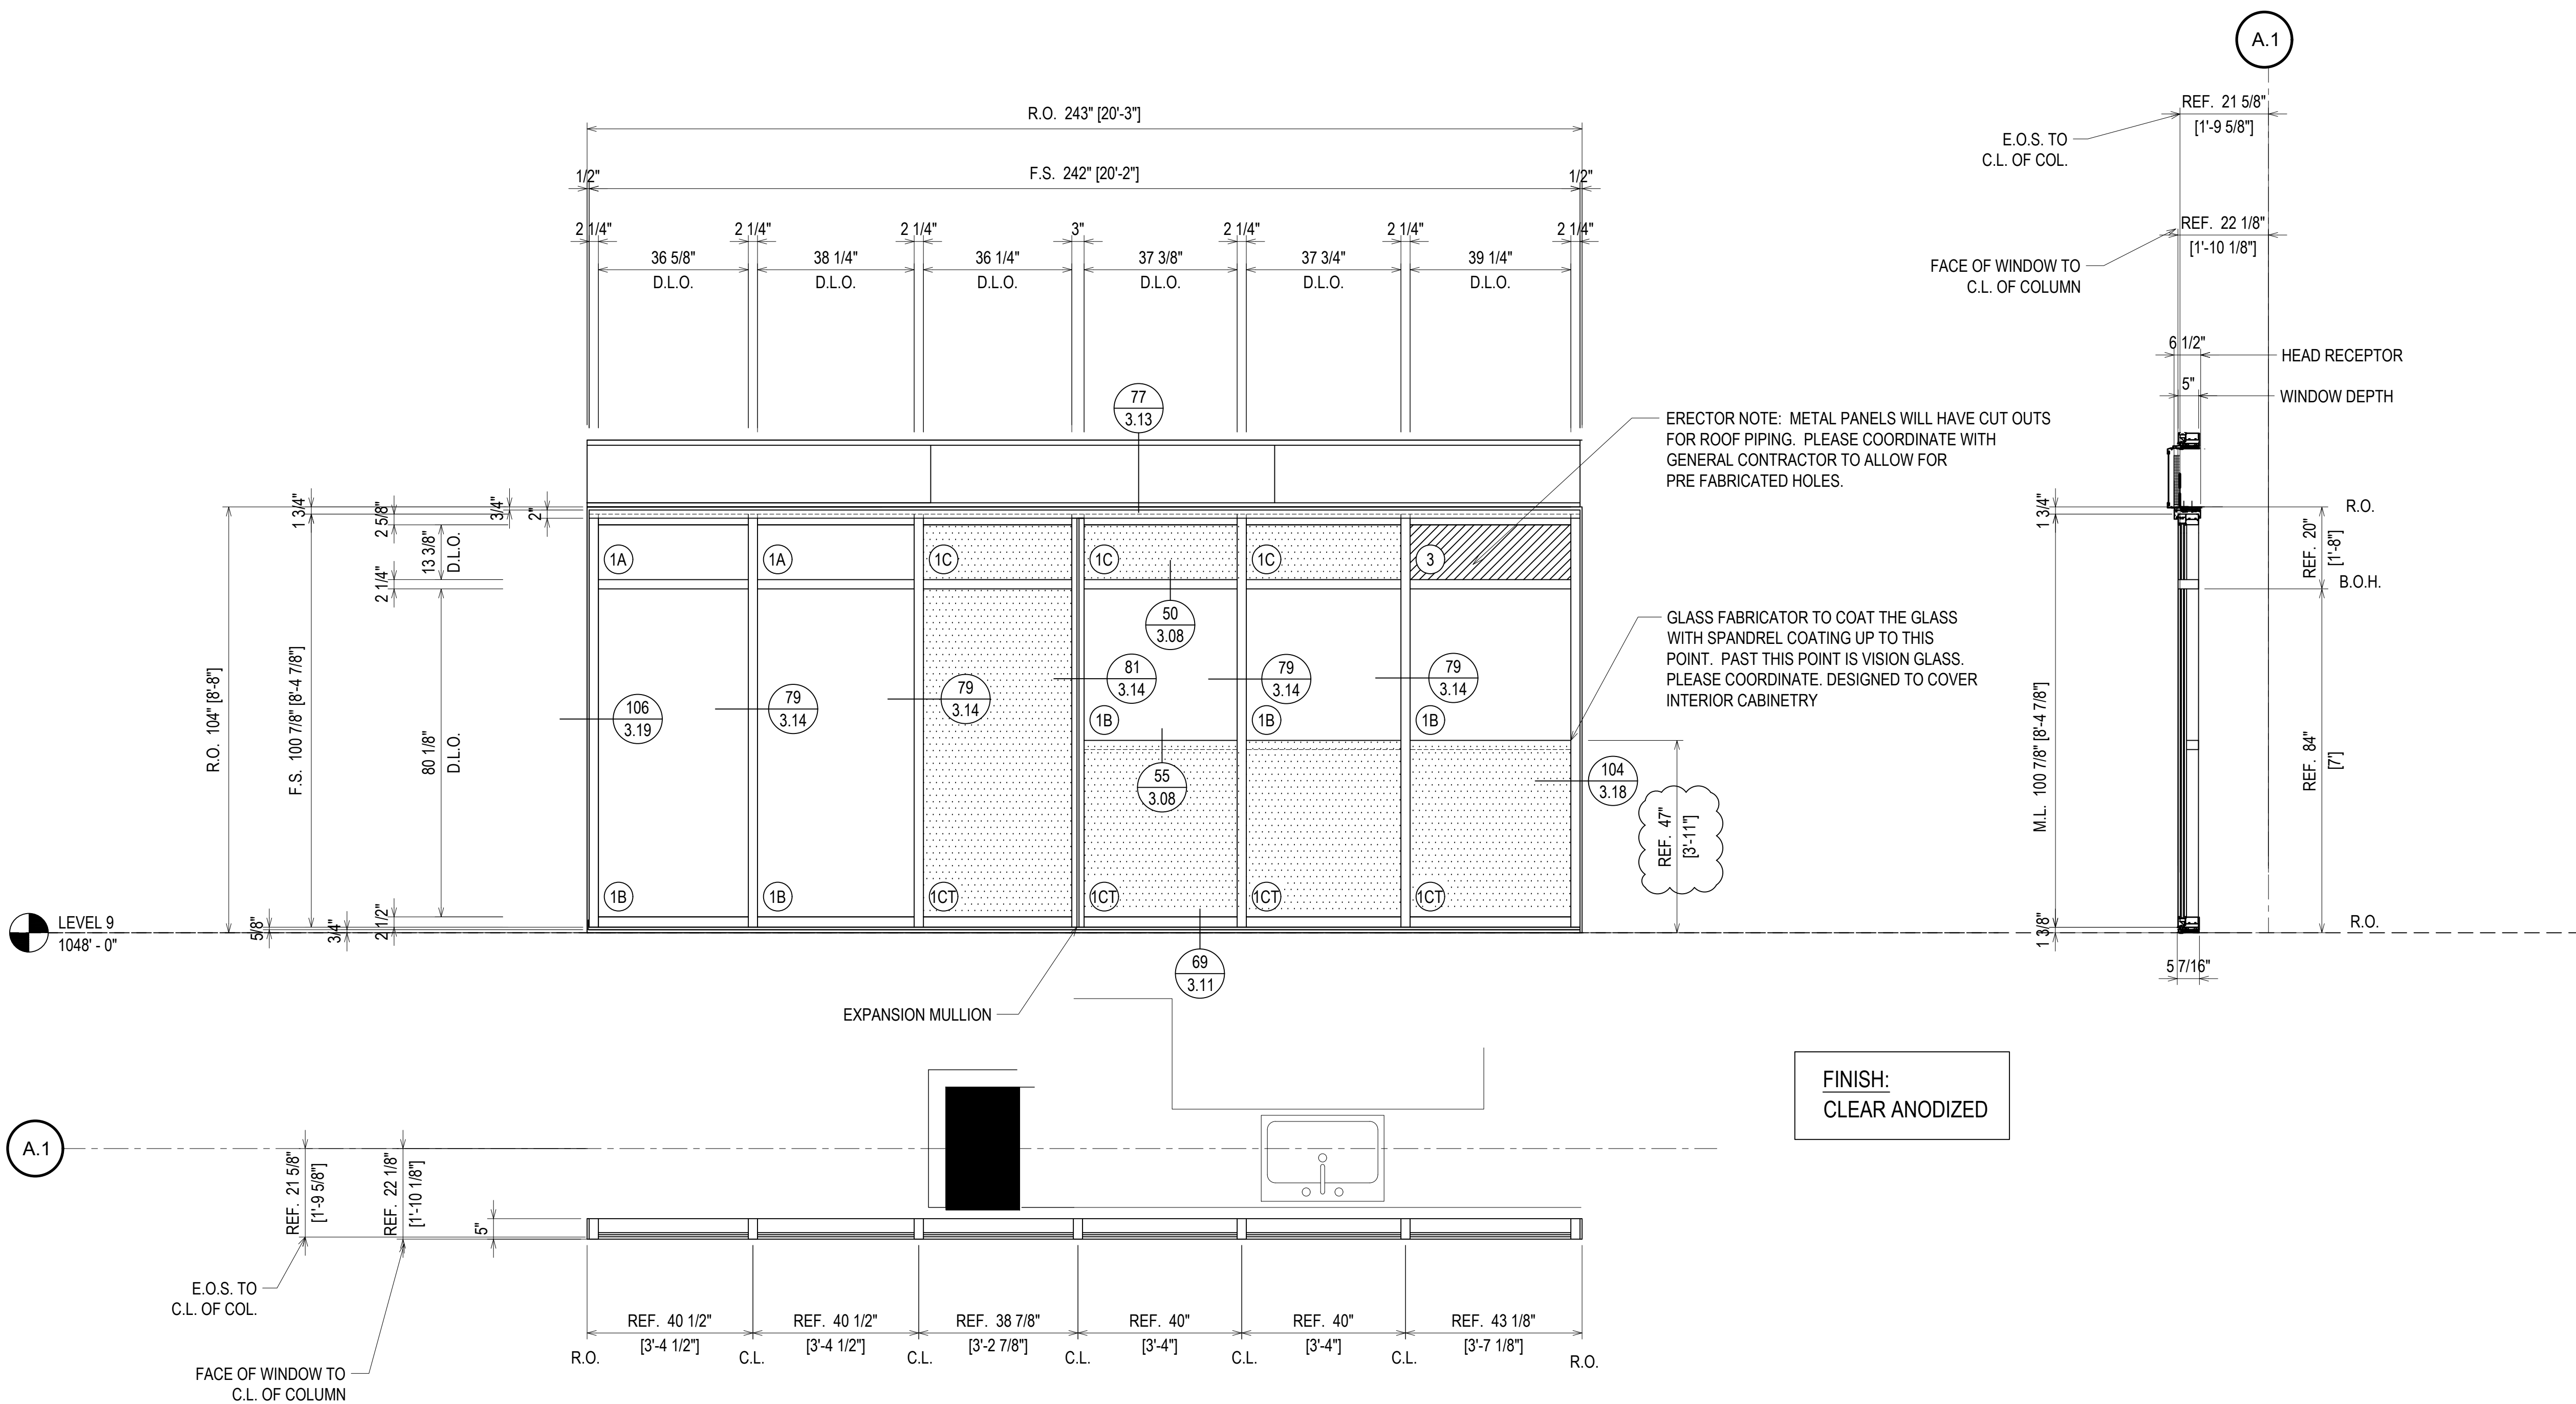 A.1
REF. 21 5/8"
[1'-9 5/8"]
E.O.S. TO
C.L. OF COL.
REF. 22 1/8"
[1'-10 1/8"]
FACE OF WINDOW TO
C.L. OF COLUMN
6 1/2"
HEAD RECEPTOR
5"
WINDOW DEPTH
R.O. 243" [20'-3"]
1/2"
F.S. 242" [20'-2"]
1/2"
2 1/4"
2 1/4"
2 1/4"
3"
2 1/4"
2 1/4"
2 1/4"
36 5/8"
D.L.O.
38 1/4"
D.L.O.
36 1/4"
D.L.O.
37 3/8"
D.L.O.
37 3/4"
D.L.O.
39 1/4"
D.L.O.
77
3.13
ERECTOR NOTE: METAL PANELS WILL HAVE CUT OUTS
FOR ROOF PIPING. PLEASE COORDINATE WITH
GENERAL CONTRACTOR TO ALLOW FOR
PRE FABRICATED HOLES.
R.O. 104" [8'-8"]
1 3/4"
F.S. 100 7/8" [8'-4 7/8"]
5/8"
2 5/8"
13 3/8"
D.L.O.
2 1/4"
80 1/8"
D.L.O.
2 1/2"
3/4"
3/4"
2"
1A
1A
1C
1C
1C
3
50
3.08
GLASS FABRICATOR TO COAT THE GLASS
WITH SPANDREL COATING UP TO THIS
POINT. PAST THIS POINT IS VISION GLASS.
PLEASE COORDINATE. DESIGNED TO COVER
INTERIOR CABINETRY
106
3.19
79
3.14
79
3.14
81
3.14
79
3.14
79
3.14
1B
1B
1B
55
3.08
104
3.18
REF. 47"
[3'-11"]
1B
1B
1CT
1CT
1CT
1CT
69
3.11
LEVEL 9
1048' - 0"
EXPANSION MULLION
1 3/4"
M.L. 100 7/8" [8'-4 7/8"]
1 3/8"
R.O.
REF. 20"
[1'-8"]
B.O.H.
REF. 84"
[7']
R.O.
5 7/16"
FINISH:
CLEAR ANODIZED
A.1
REF. 21 5/8"
[1'-9 5/8"]
REF. 22 1/8"
[1'-10 1/8"]
5"
E.O.S. TO
C.L. OF COL.
FACE OF WINDOW TO
C.L. OF COLUMN
REF. 40 1/2"
[3'-4 1/2"]
REF. 40 1/2"
[3'-4 1/2"]
REF. 38 7/8"
[3'-2 7/8"]
REF. 40"
[3'-4"]
REF. 40"
[3'-4"]
REF. 43 1/8"
[3'-7 1/8"]
R.O.
C.L.
C.L.
C.L.
C.L.
C.L.
R.O.